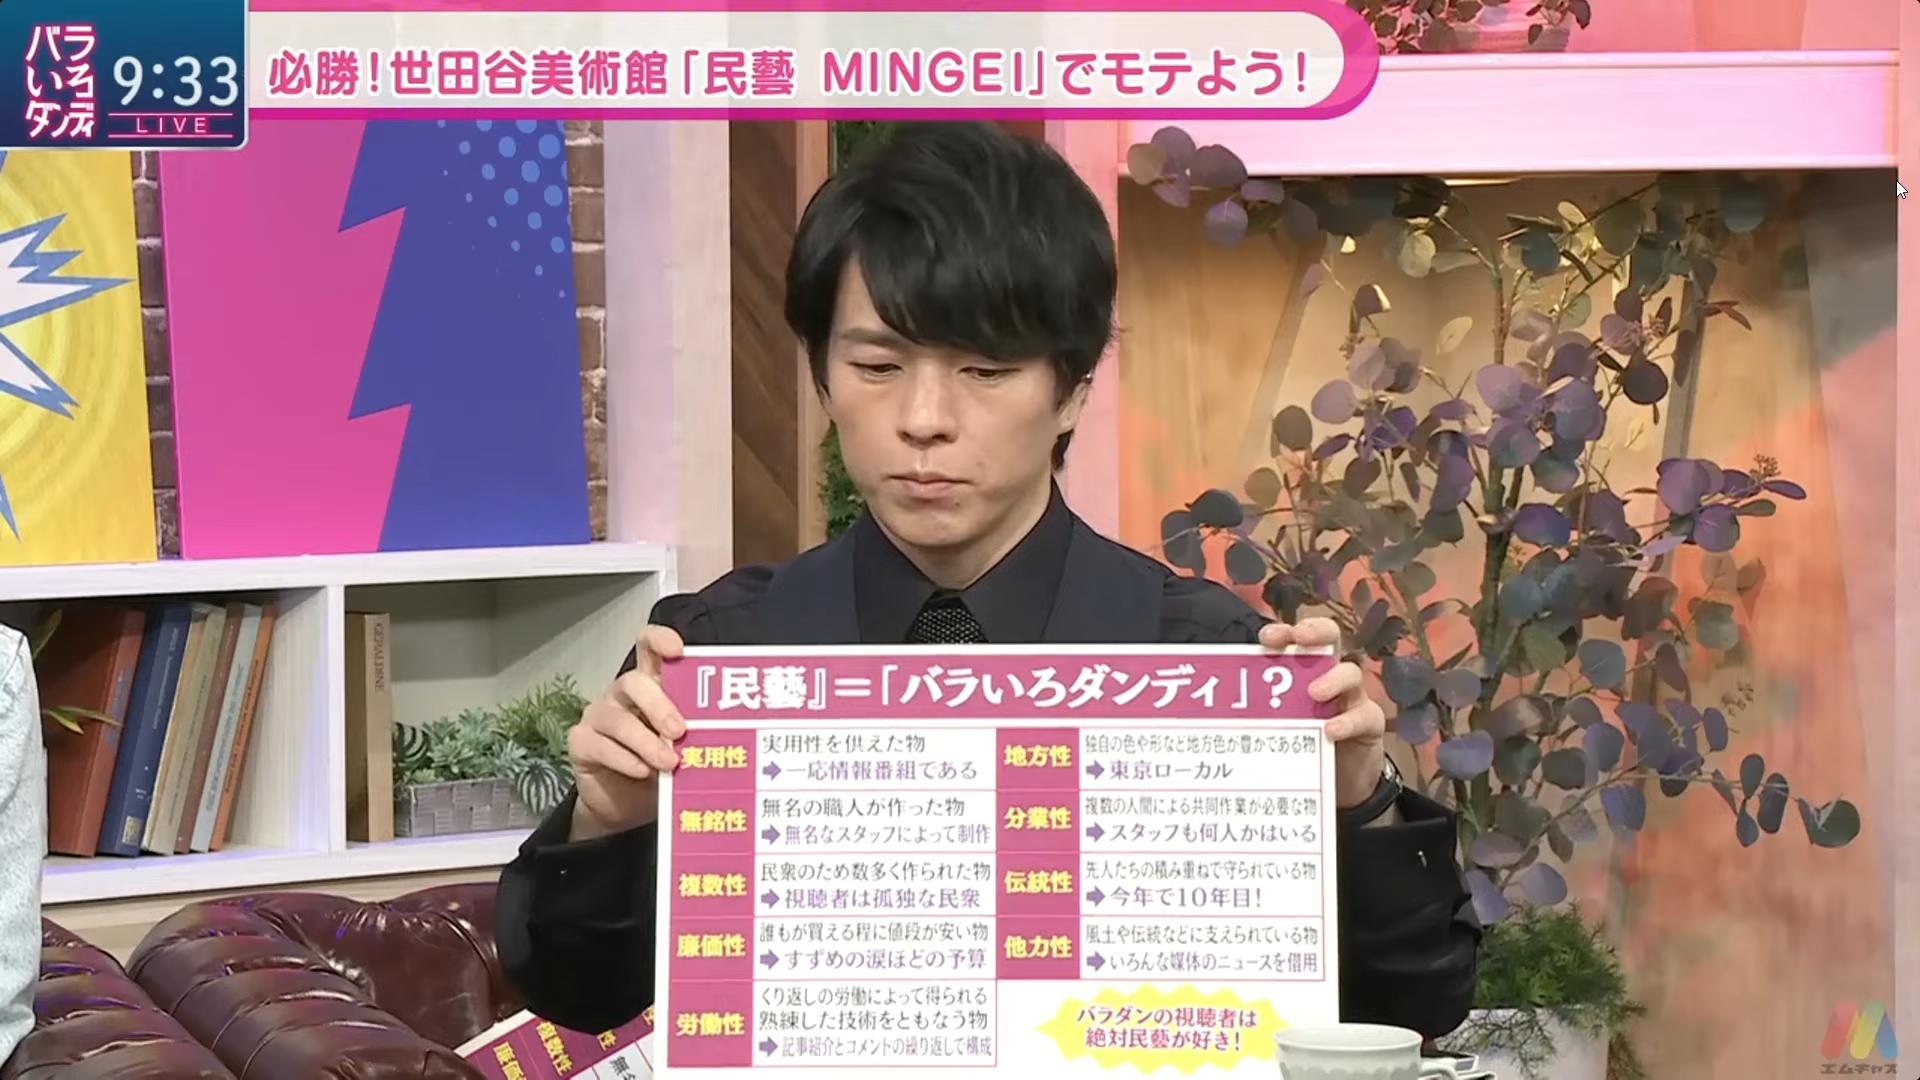 バラいろダンディ
9:33
LIVE
必勝！世田谷美術館「民藝 MINGEI」でモテよう！
GERALDINE
『民藝』＝「バラいろダンディ」？
実用性
実用性を供えた物
➡一応情報番組である
無銘性
無名の職人が作った物
➡無名なスタッフによって制作
複数性
民衆のため数多く作られた物
➡視聴者は孤独な民衆
廉価性
誰もが買える程に値段が安い物
➡すずめの涙ほどの予算
労働性
くり返しの労働によって得られる
熟練した技術をともなう物
➡記事紹介とコメントの繰り返しで構成
地方性
独自の色や形など地方色が豊かである物
➡東京ローカル
分業性
複数の人間による共同作業が必要な物
➡スタッフも何人かはいる
伝統性
先人たちの積み重ねで守られている物
➡今年で10年目！
他力性
風土や伝統などに支えられている物
➡いろんな媒体のニュースを借用
バラダンの視聴者は
絶対民藝が好き！
複数性
廉価
エムキャス